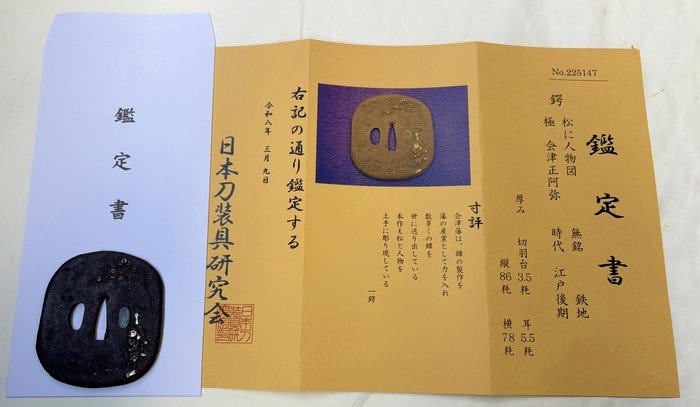 鑑定書
No.225147
鑑定書
鍔
松に人物図 無銘 鉄地
極 会津正阿弥 時代 江戸後期
厚み 切羽台3.5粍 耳5.5粍
縦86粍 横78粍
寸評
会津藩は、鍔の製作を
藩の産業として力を入れ
数多くの鐔を
世に送り出している
本作も松と人物を
上手に彫り現している
一鍔
右記の通り鑑定する
令和八年 三月九日
日本刀装具研究会